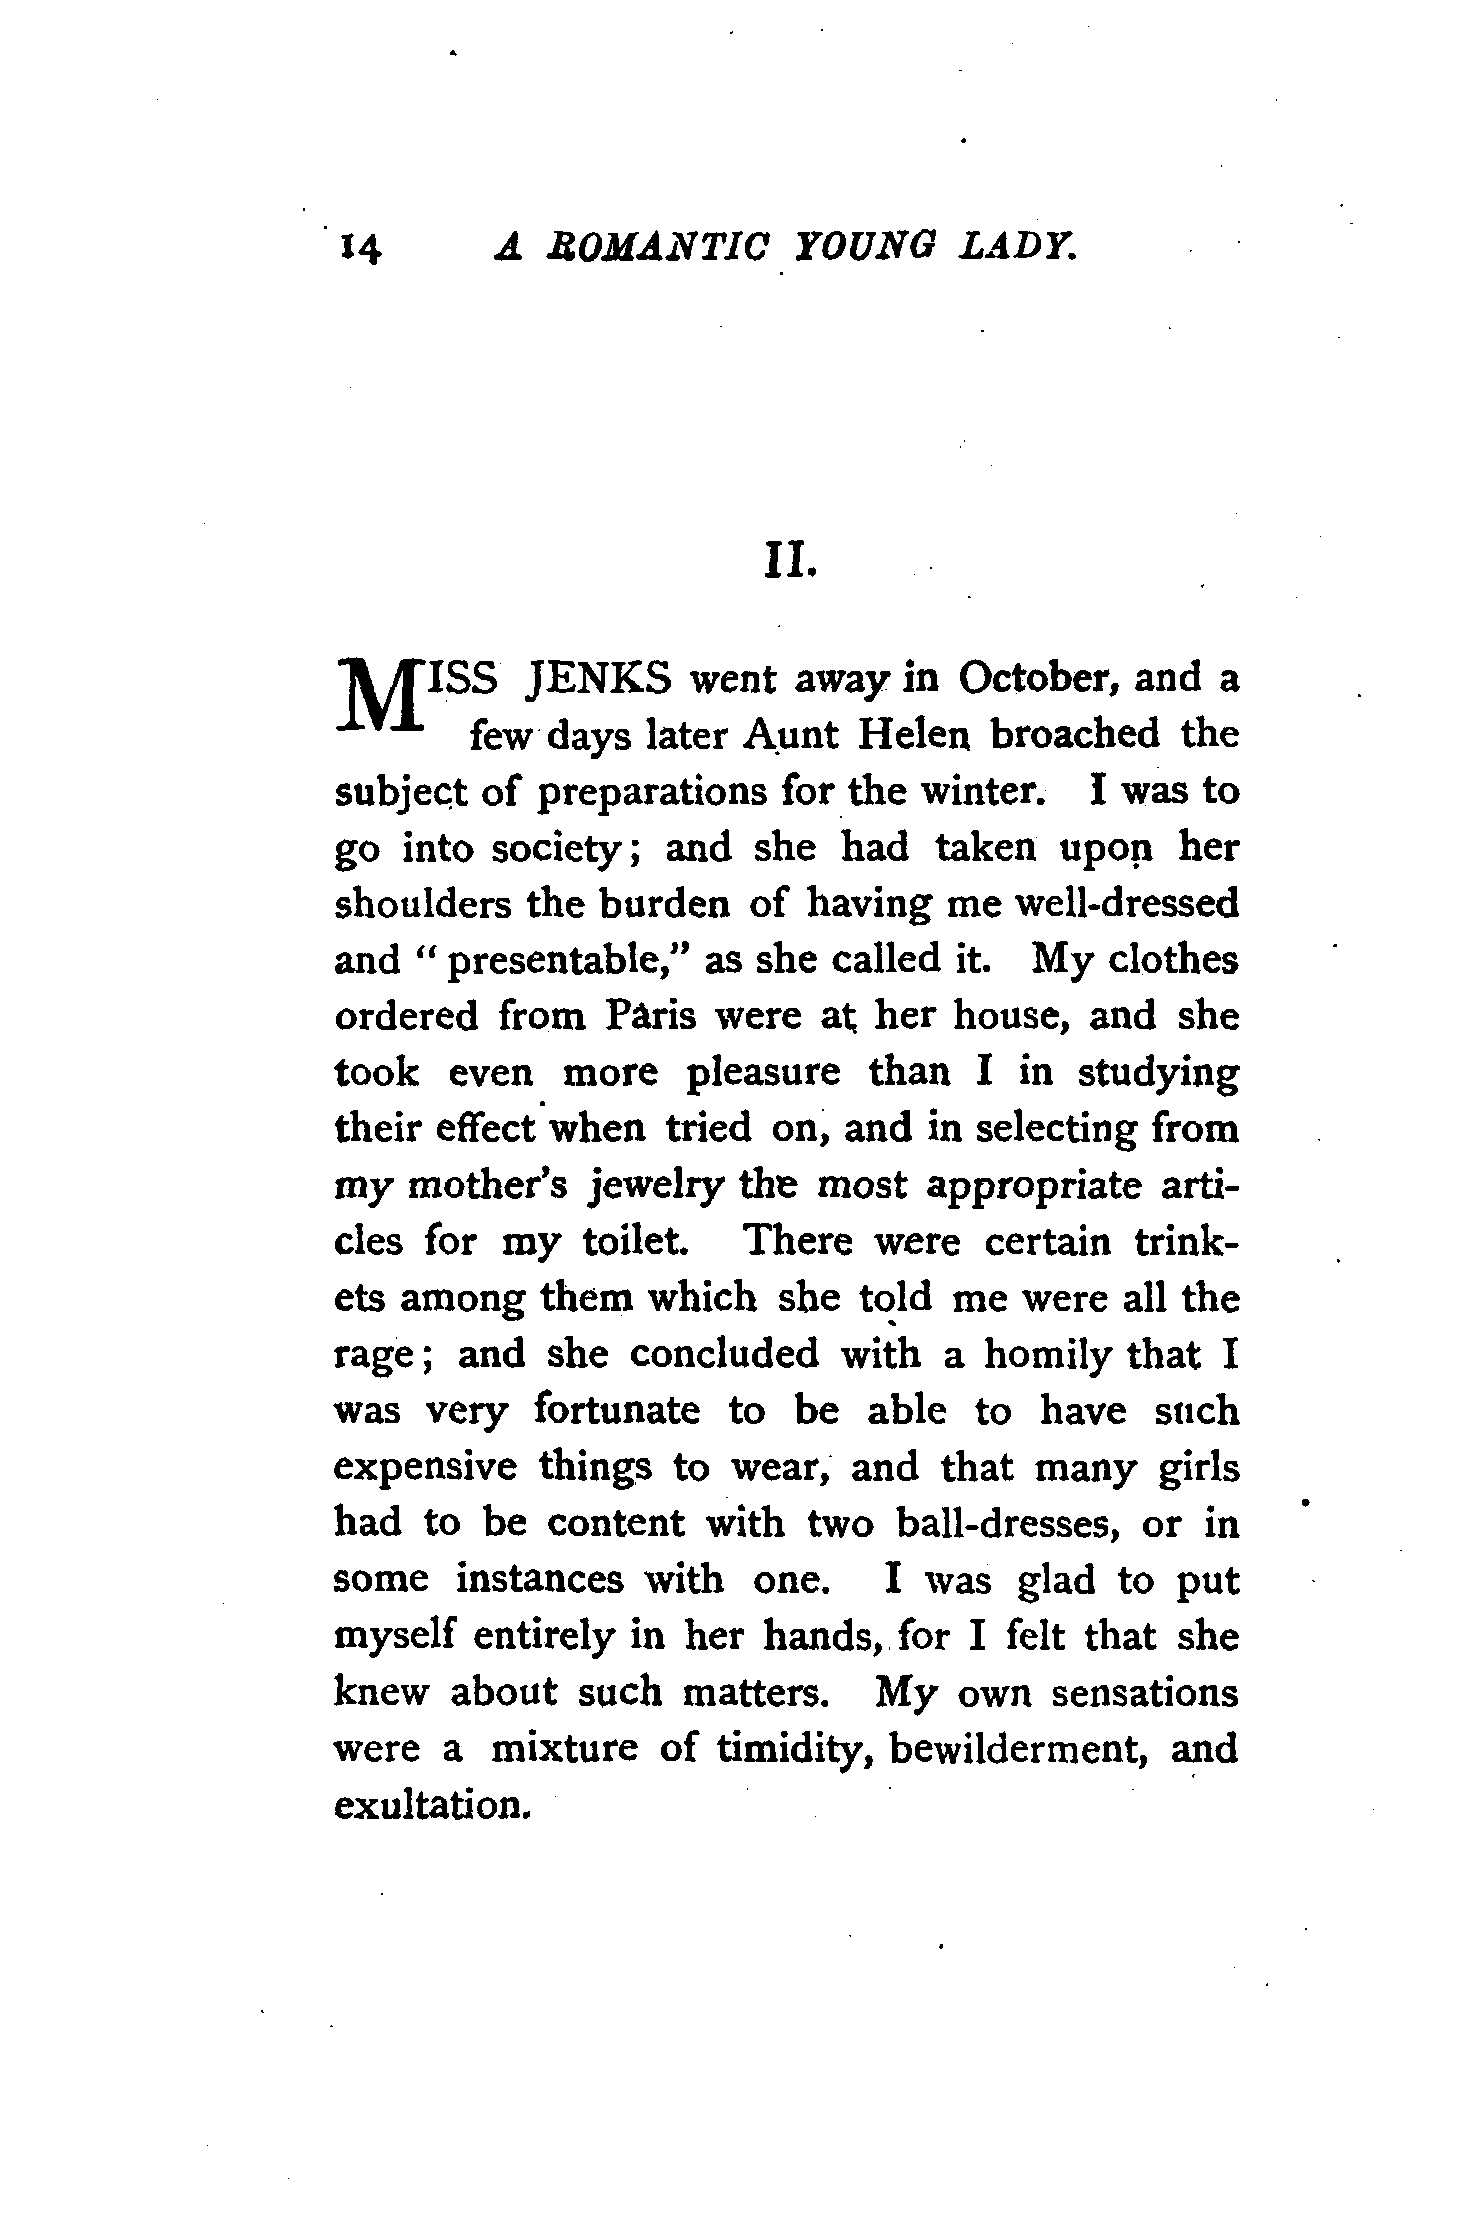 14 A ROMANTIC YOUNG LADY.
II.
MISS JENKS went away in October, and a
few days later Aunt Helen broached the
subject of preparations for the winter. I was to
go into society; and she had taken upon her
shoulders the burden of having me well-dressed
and "presentable," as she called it. My clothes
ordered from Paris were at her house, and she
took even more pleasure than I in studying
their effect when tried on, and in selecting from
my mother's jewelry the most appropriate arti-
cles for my toilet. There were certain trink-
ets among them which she told me were all the
rage; and she concluded with a homily that I
was very fortunate to be able to have such
expensive things to wear, and that many girls
had to be content with two ball-dresses, or in
some instances with one. I was glad to put
myself entirely in her hands, for I felt that she
knew about such matters. My own sensations
were a mixture of timidity, bewilderment, and
exultation.